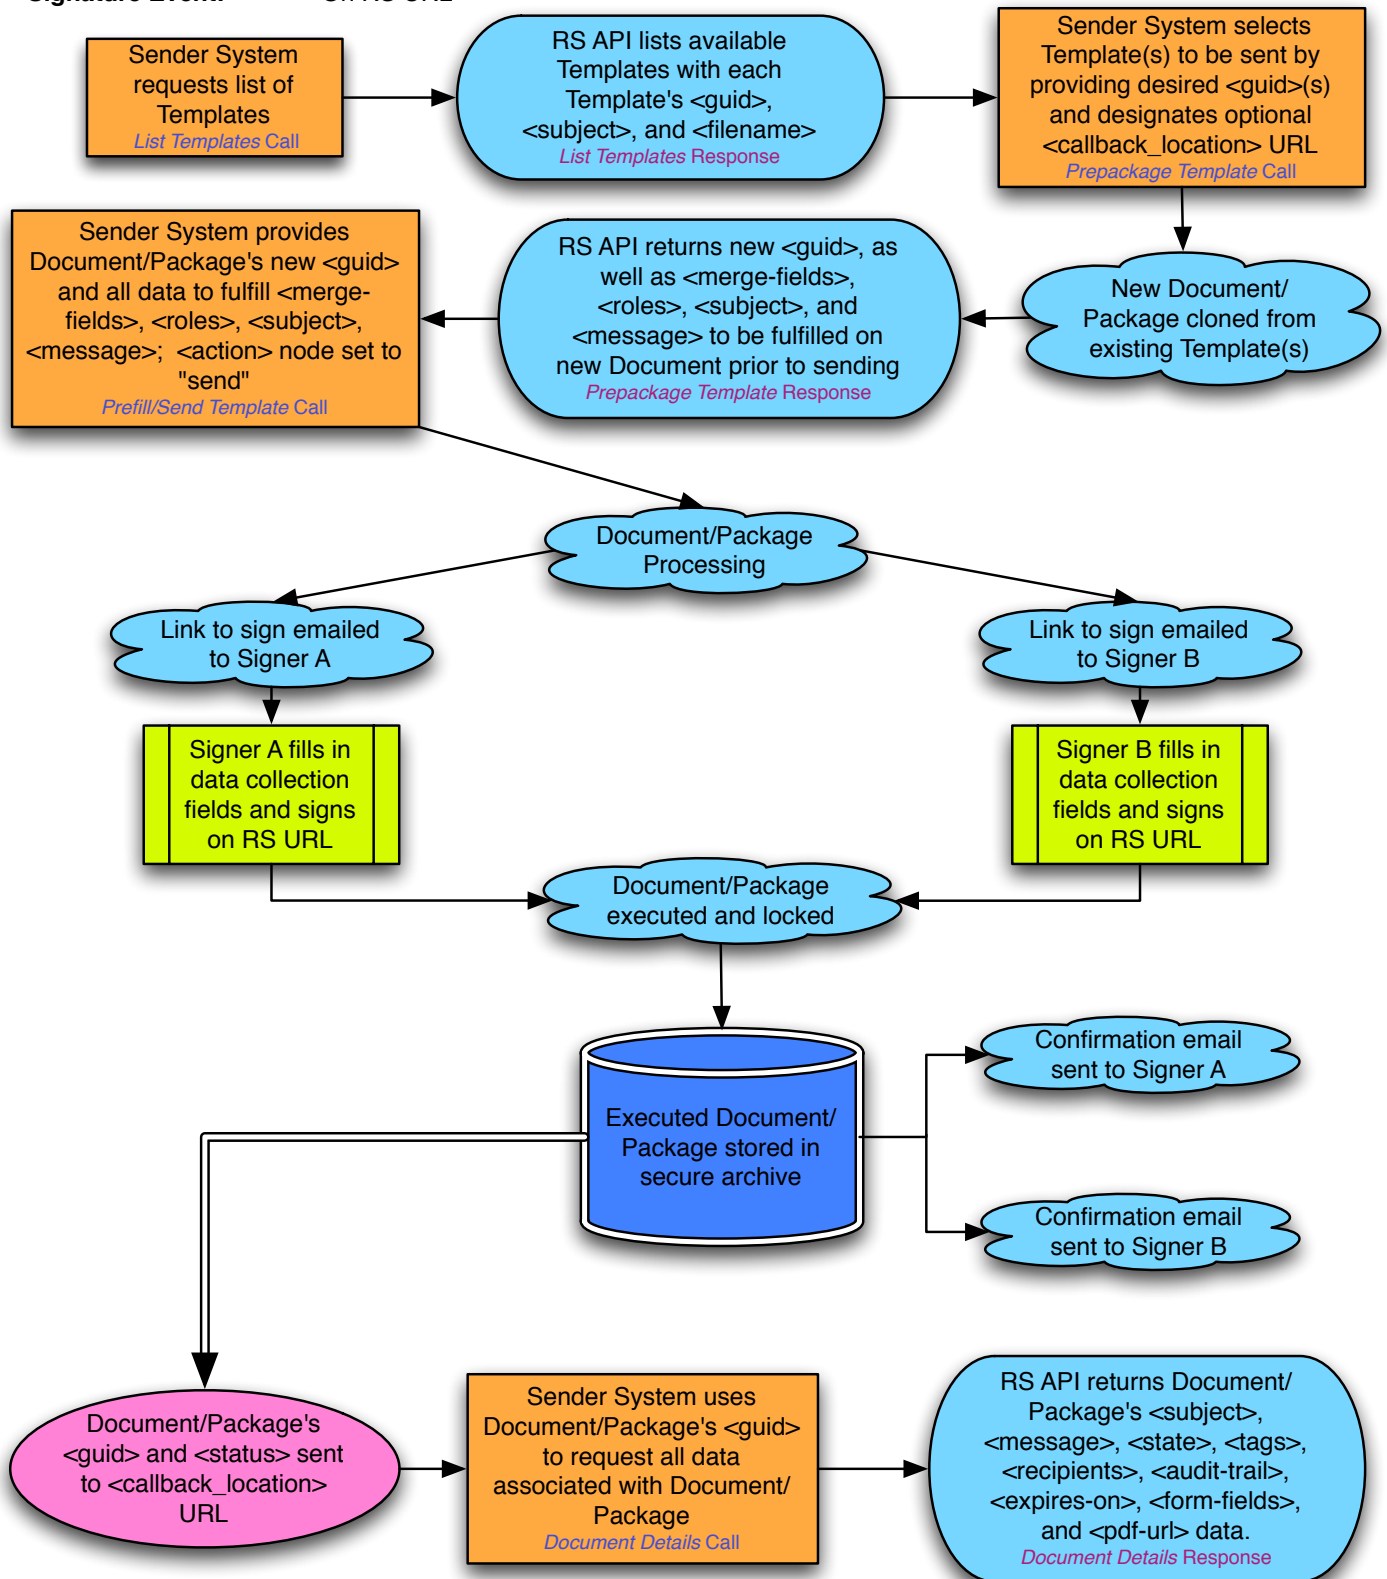 Signature Event:
Sender System
requests list of
Templates
List Templates Call
RS API lists available
Templates with each
Template's <guid>,
<subject>, and <filename>
List Templates Response
Sender System selects
Template(s) to be sent by
providing desired <guid>(s)
and designates optional
<callback_location> URL
Prepackage Template Call
Sender System provides
Document/Package's new <guid>
and all data to fulfill <merge-
fields>, <roles>, <subject>,
<message>; <action> node set to
"send"
Prefill/Send Template Call
RS API returns new <guid>, as
well as <merge-fields>,
<roles>, <subject>, and
<message> to be fulfilled on
new Document prior to sending
Prepackage Template Response
New Document/
Package cloned from
existing Template(s)
Document/Package
Processing
Link to sign emailed
to Signer A
Link to sign emailed
to Signer B
Signer A fills in
data collection
fields and signs
on RS URL
Signer B fills in
data collection
fields and signs
on RS URL
Document/Package
executed and locked
Executed Document/
Package stored in
secure archive
Confirmation email
sent to Signer A
Confirmation email
sent to Signer B
Document/Package's
<guid> and <status> sent
to <callback_location>
URL
Sender System uses
Document/Package's <guid>
to request all data
associated with Document/
Package
Document Details Call
RS API returns Document/
Package's <subject>,
<message>, <state>, <tags>,
<recipients>, <audit-trail>,
<expires-on>, <form-fields>,
and <pdf-url> data.
Document Details Response